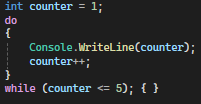 int counter = 1;
do
{
    Console.WriteLine(counter);
    counter++;
}
while (counter <= 5); { }